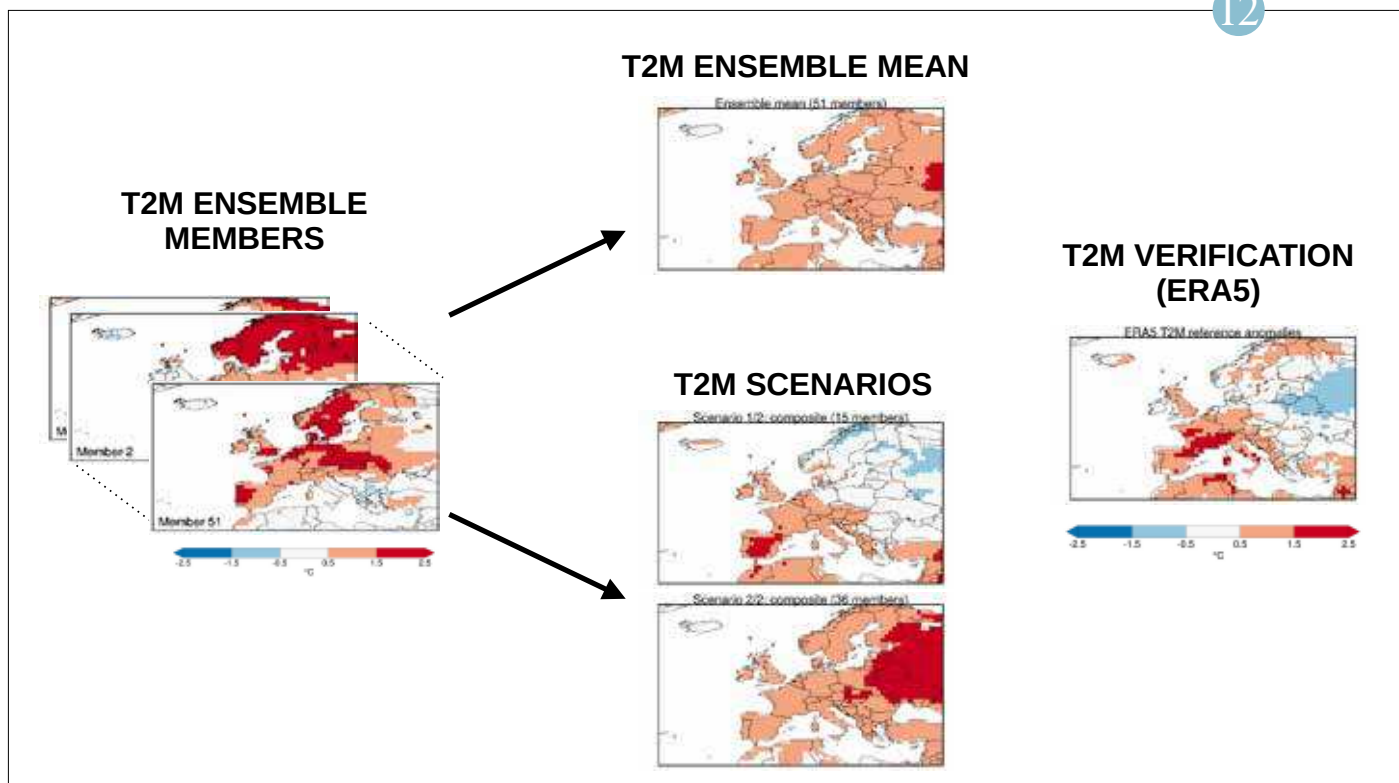 12
T2M ENSEMBLE MEAN
Ensemble mean (51 members)
T2M ENSEMBLE
MEMBERS
M
Member 2
Member 51
-2.5 -1.5 -0.5 0.5 1.5 2.5
°C
T2M SCENARIOS
Scenario 1/2: composite (15 members)
Scenario 2/2: composite (36 members)
T2M VERIFICATION
(ERA5)
ERA5 T2M reference anomalies
-2.5 -1.5 -0.5 0.5 1.5 2.5
°C